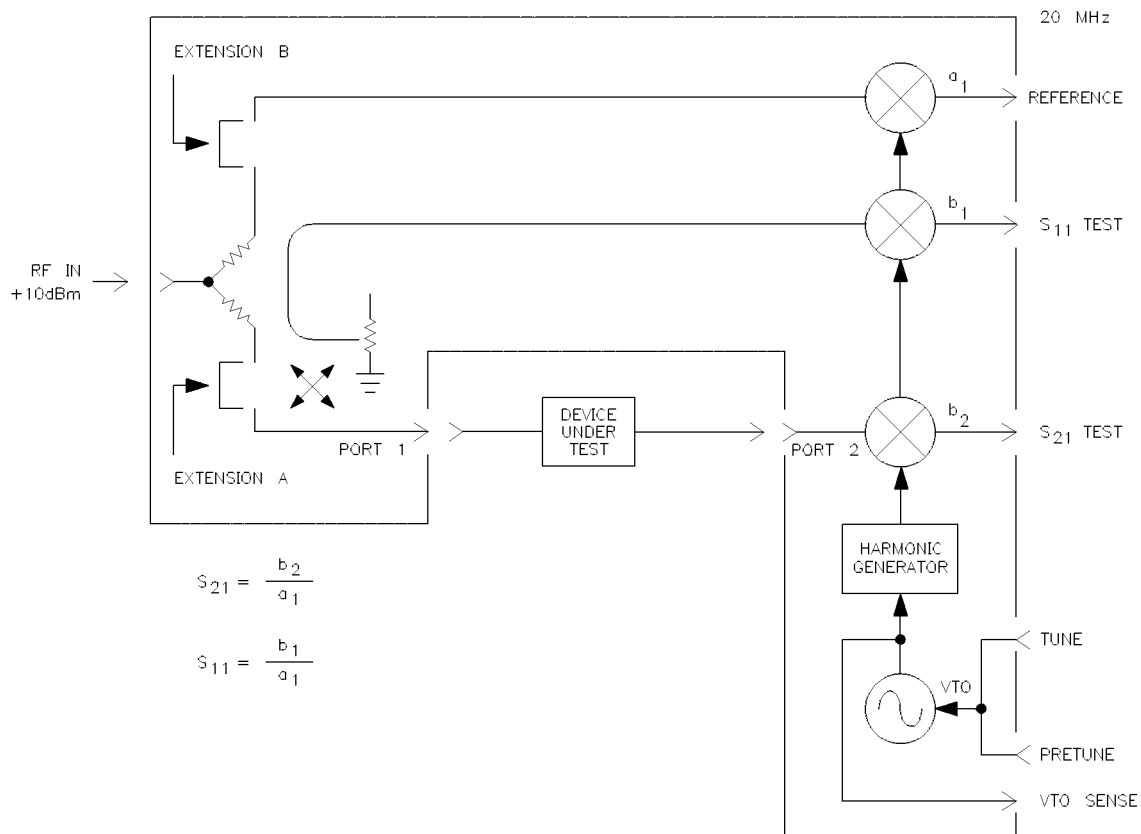 20 MHz
EXTENSION B
a1
REFERENCE
b1
S11 TEST
RF IN
+10dBm
DEVICE
UNDER
TEST
b2
S21 TEST
PORT 1
PORT 2
EXTENSION A
HARMONIC
GENERATOR
S21 = b2 / a1
S11 = b1 / a1
TUNE
VTO
PRETUNE
VTO SENSE